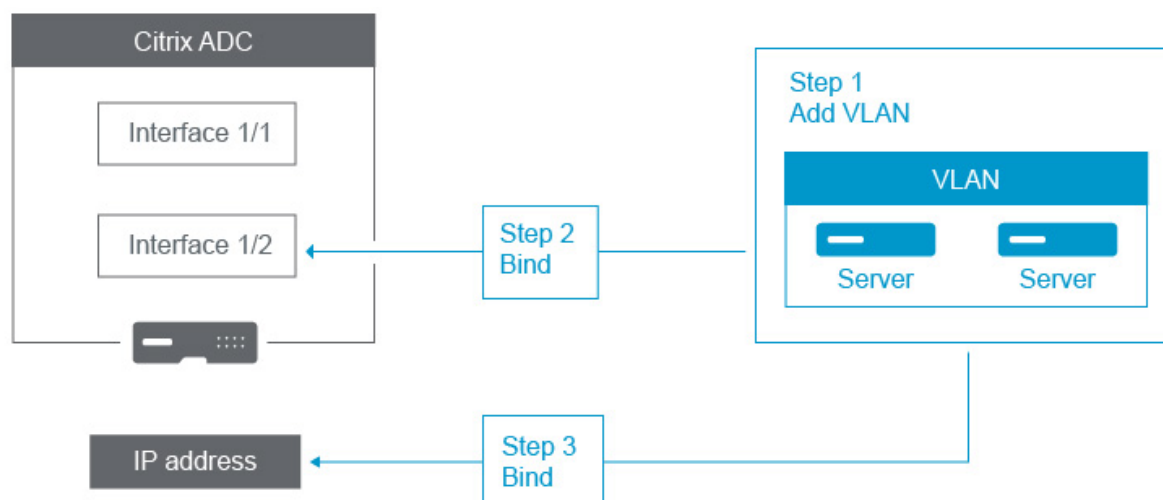 Citrix ADC
Interface 1/1
Interface 1/2
Step 2
Bind
Step 1
Add VLAN
VLAN
Server
Server
IP address
Step 3
Bind